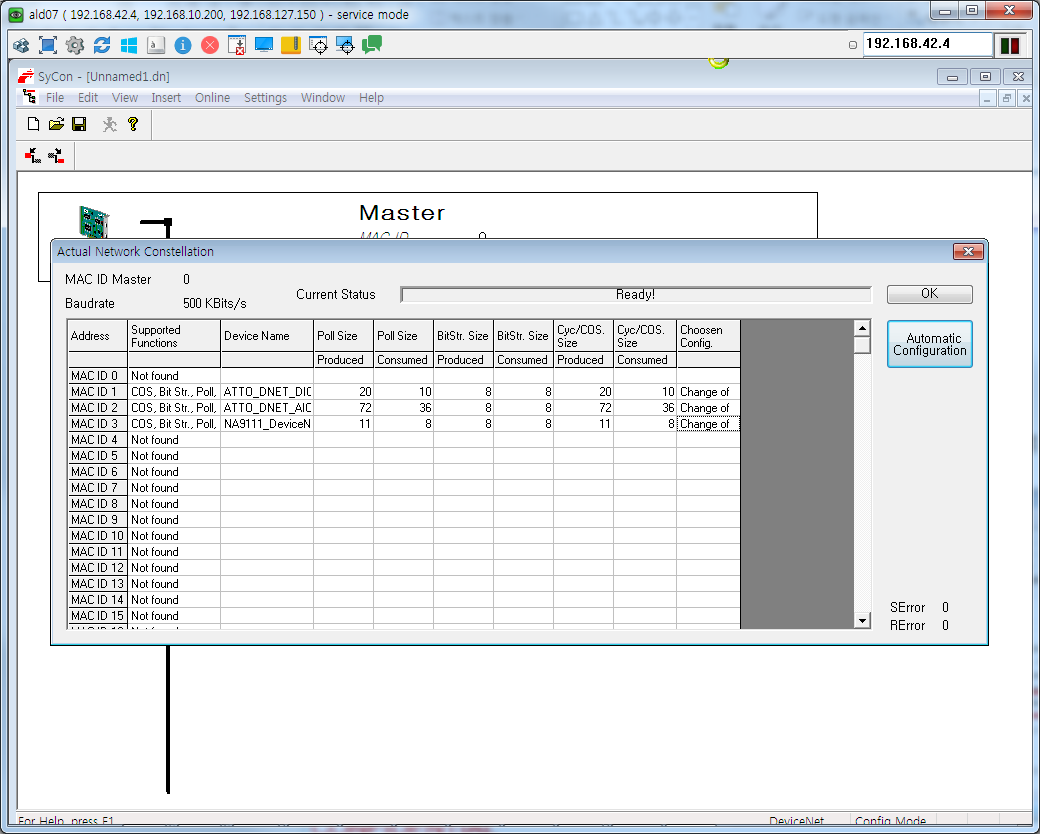 ald07 ( 192.168.42.4, 192.168.10.200, 192.168.127.150 ) - service mode
192.168.42.4
SyCon - [Unnamed1.dn]
File Edit View Insert Online Settings Window Help
Master
MAC ID 0
Actual Network Constellation
MAC ID Master 0
Baudrate 500 KBits/s
Current Status Ready!
OK
Automatic Configuration
Address Supported Functions Device Name Poll Size Poll Size BitStr. Size BitStr. Size Cyc/COS. Size Cyc/COS. Size Choosen Config.
Produced Consumed Produced Consumed Produced Consumed
MAC ID 0 Not found
MAC ID 1 COS, Bit Str., Poll, ATTO_DNET_DIO 20 10 8 8 20 10 Change of
MAC ID 2 COS, Bit Str., Poll, ATTO_DNET_AIO 72 36 8 8 72 36 Change of
MAC ID 3 COS, Bit Str., Poll, NA9111_DeviceN 11 8 8 8 11 8 Change of
MAC ID 4 Not found
MAC ID 5 Not found
MAC ID 6 Not found
MAC ID 7 Not found
MAC ID 8 Not found
MAC ID 9 Not found
MAC ID 10 Not found
MAC ID 11 Not found
MAC ID 12 Not found
MAC ID 13 Not found
MAC ID 14 Not found
MAC ID 15 Not found
SError 0
RError 0
For Help, press F1 DeviceNet Config Mode